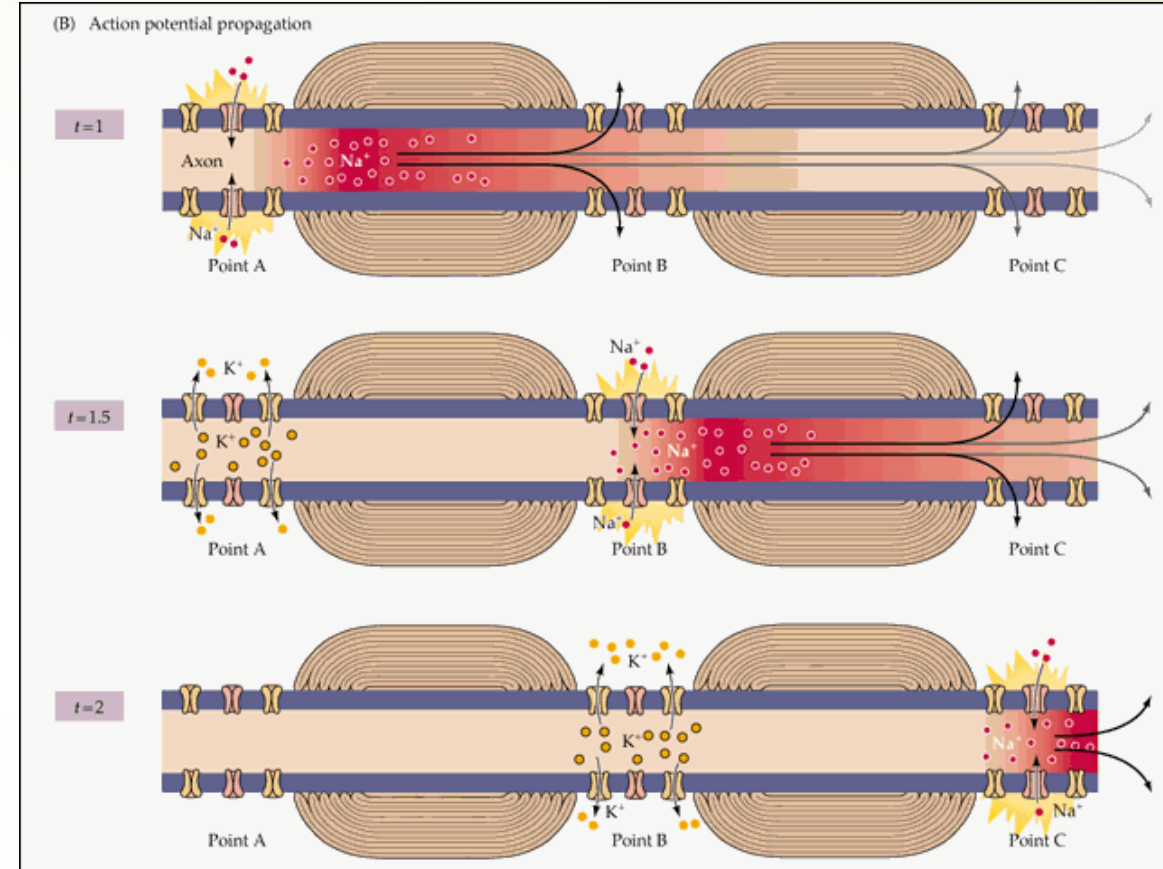 (B) Action potential propagation
t=1
Axon
Na⁺
Na⁺
Point A
Point B
Point C
t=1.5
K⁺
K⁺
Na⁺
Na⁺
Na⁺
Point A
Point B
Point C
t=2
K⁺
K⁺
K⁺
Na⁺
Na⁺
Point A
Point B
Point C